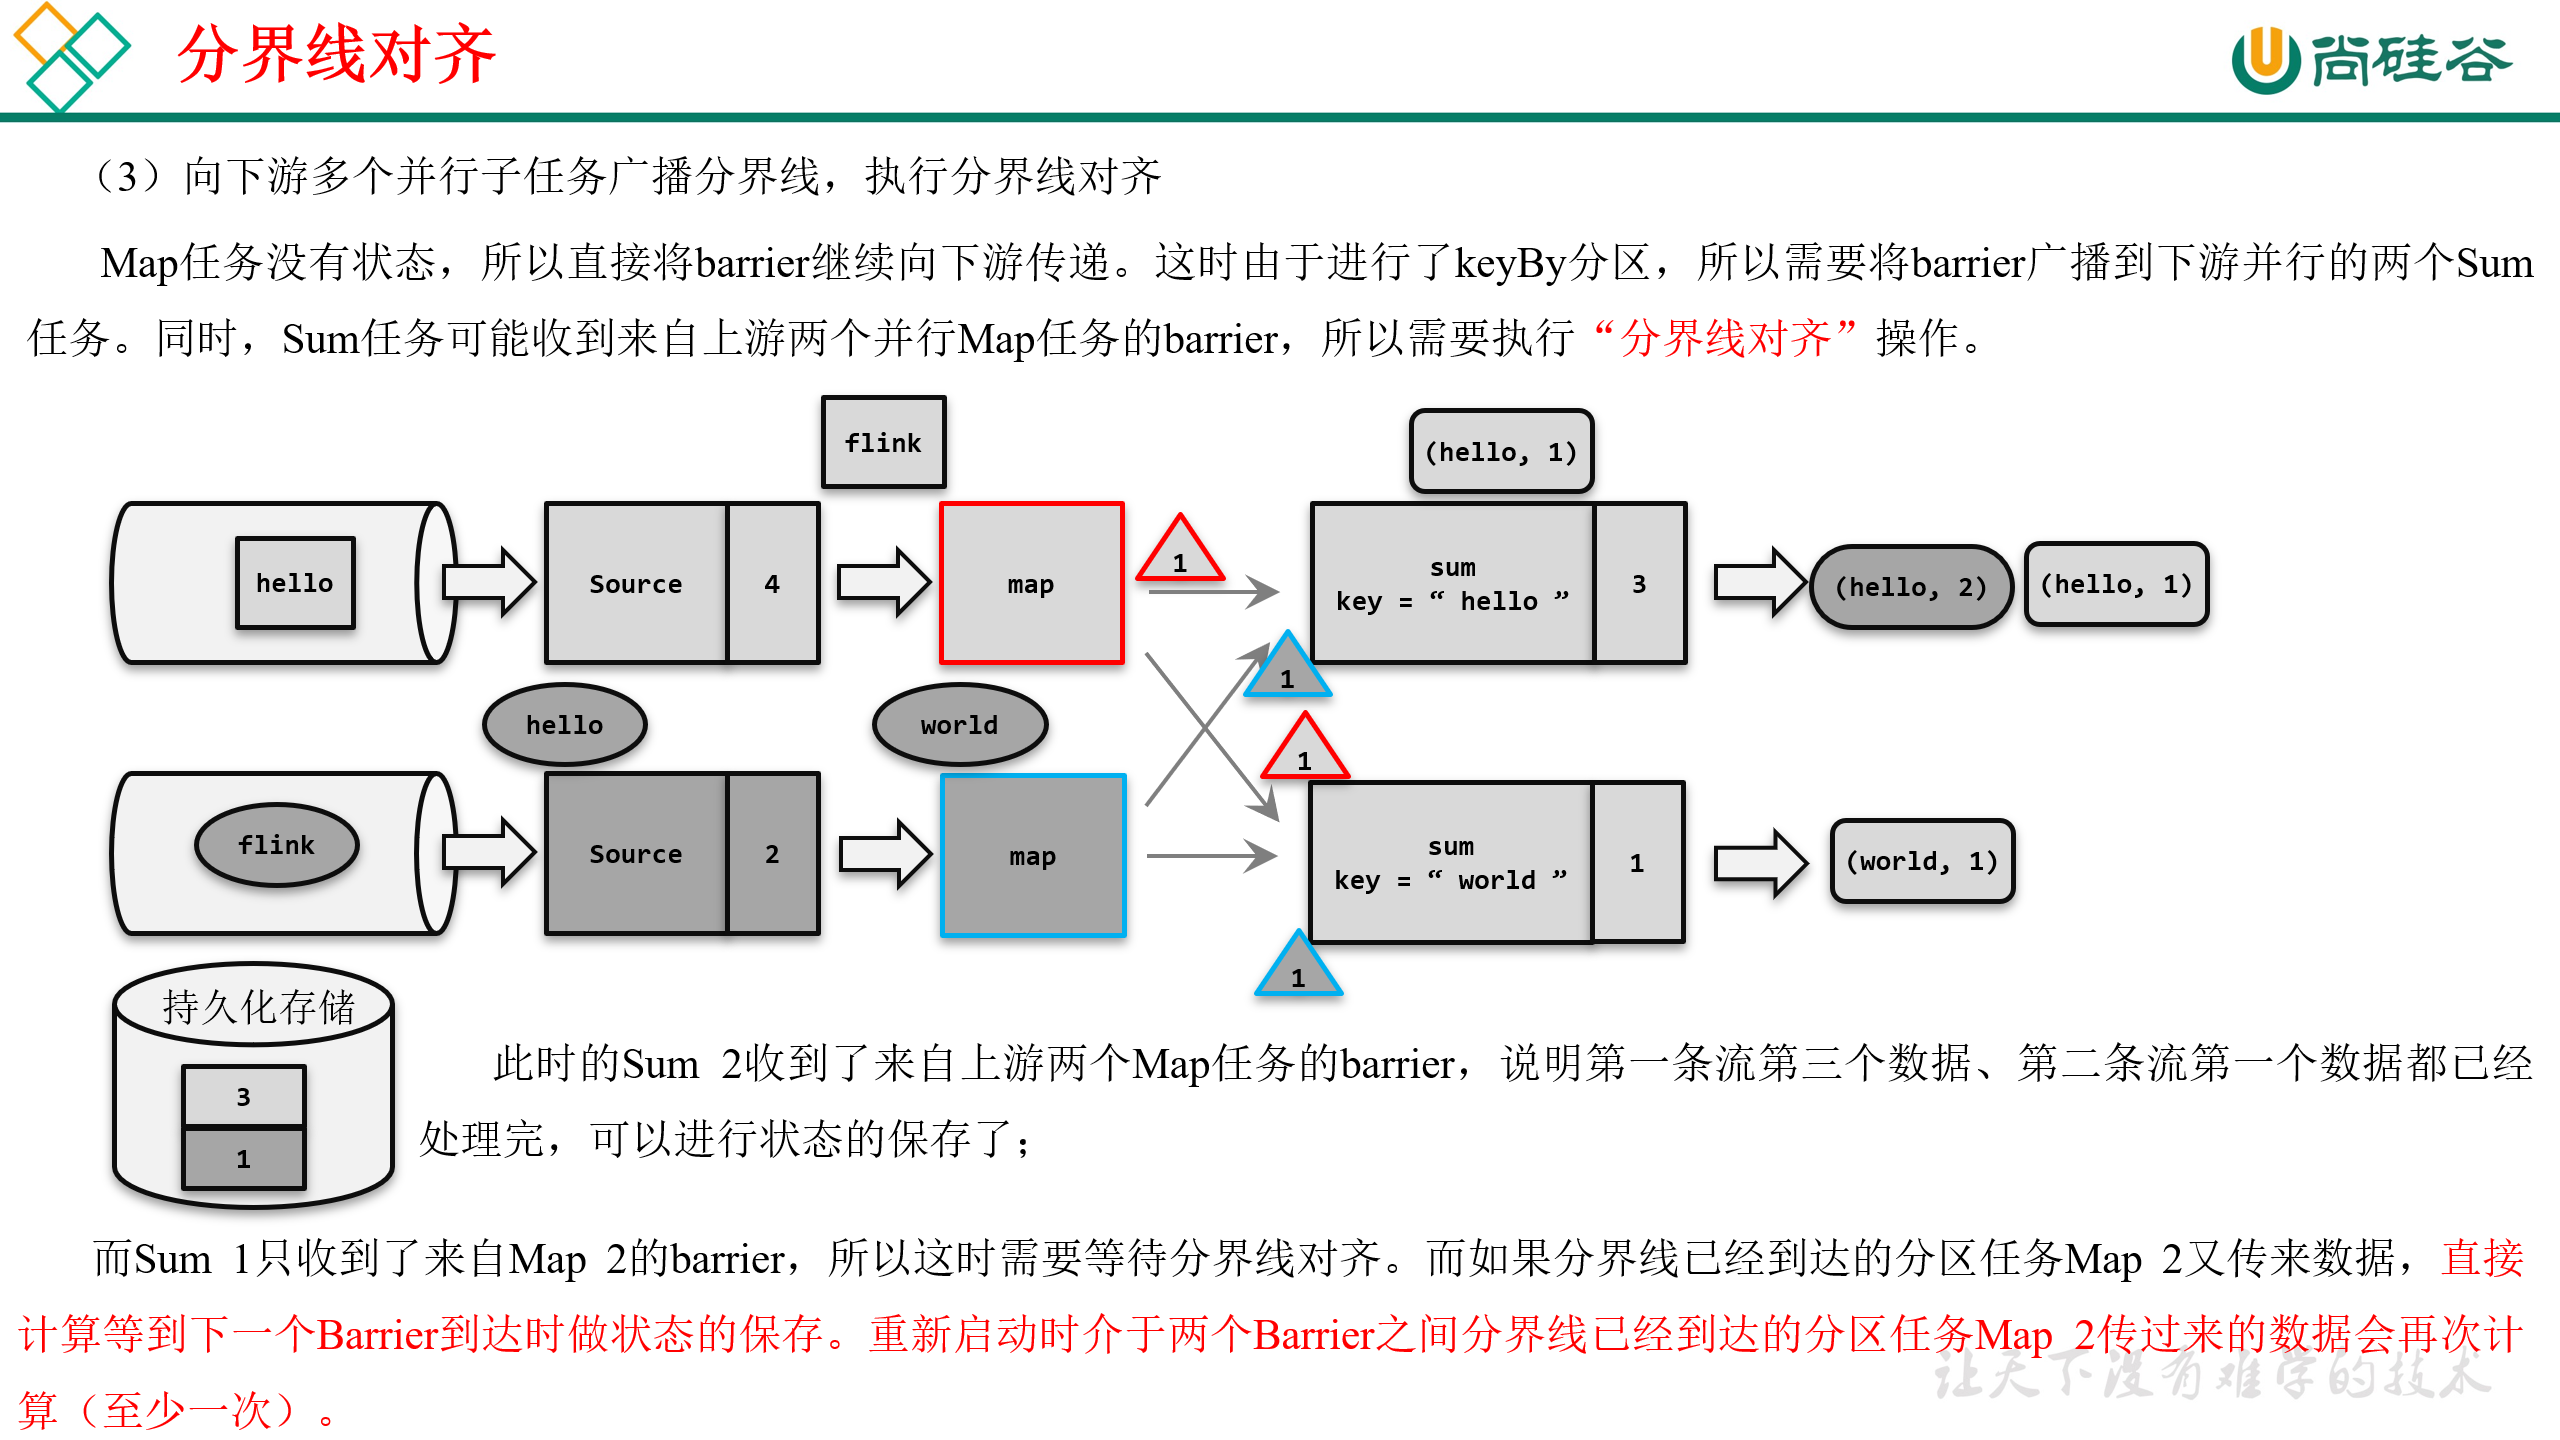 分界线对齐
尚硅谷
（3）向下游多个并行子任务广播分界线，执行分界线对齐
Map任务没有状态，所以直接将barrier继续向下游传递。这时由于进行了keyBy分区，所以需要将barrier广播到下游并行的两个Sum
任务。同时，Sum任务可能收到来自上游两个并行Map任务的barrier，所以需要执行“分界线对齐”操作。
flink
(hello, 1)
hello
Source
4
map
1
sum
key = “ hello ”
3
(hello, 2)
(hello, 1)
1
hello
world
1
flink
Source
2
map
sum
key = “ world ”
1
(world, 1)
1
持久化存储
3
1
此时的Sum 2收到了来自上游两个Map任务的barrier，说明第一条流第三个数据、第二条流第一个数据都已经
处理完，可以进行状态的保存了；
而Sum 1只收到了来自Map 2的barrier，所以这时需要等待分界线对齐。而如果分界线已经到达的分区任务Map 2又传来数据，直接
计算等到下一个Barrier到达时做状态的保存。重新启动时介于两个Barrier之间分界线已经到达的分区任务Map 2传过来的数据会再次计
算（至少一次）。
让天下没有难学的技术